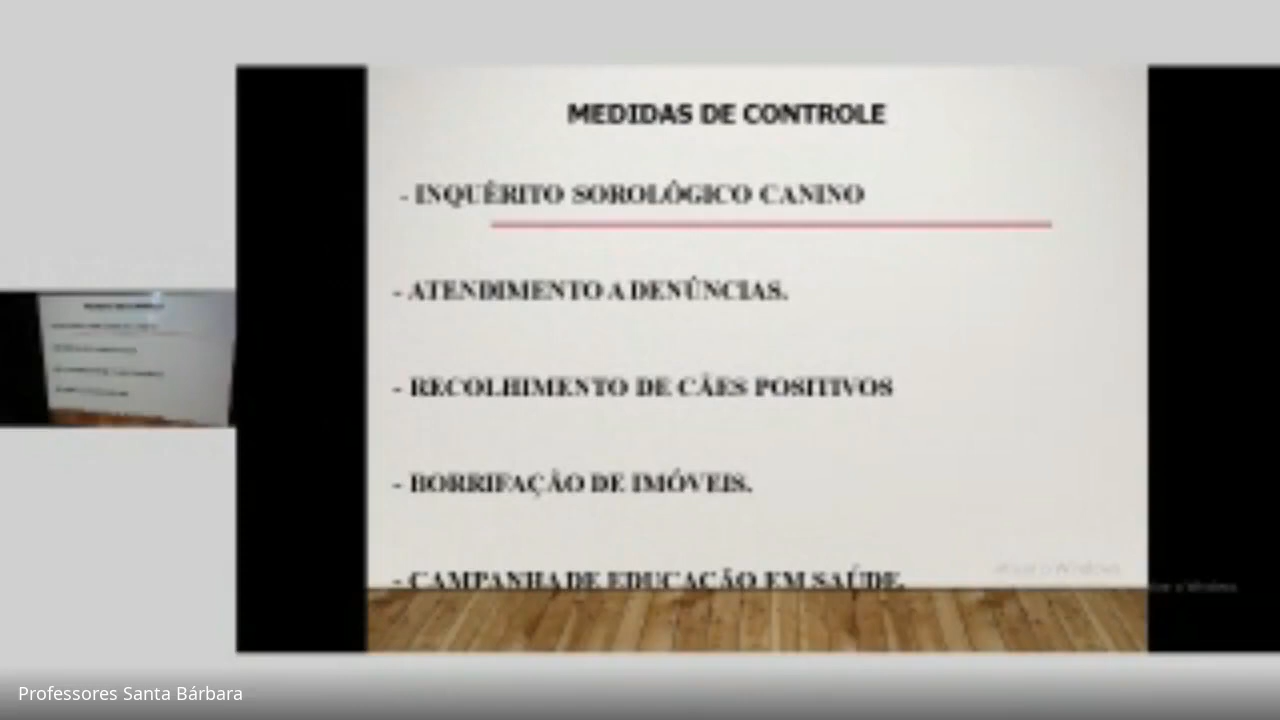 MEDIDAS DE CONTROLE
- INQUÉRITO SOROLÓGICO CANINO
- ATENDIMENTO A DENÚNCIAS.
- RECOLHIMENTO DE CÃES POSITIVOS
- BORRIFAÇÃO DE IMÓVEIS.
- CAMPANHA DE EDUCAÇÃO EM SAÚDE.
Professores Santa Bárbara